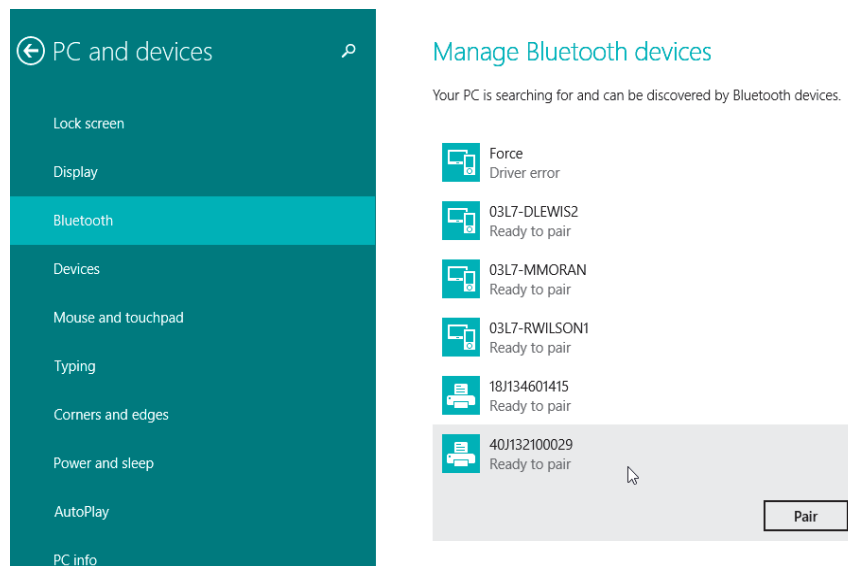 PC and devices
Lock screen
Display
Bluetooth
Devices
Mouse and touchpad
Typing
Corners and edges
Power and sleep
AutoPlay
PC info
Manage Bluetooth devices
Your PC is searching for and can be discovered by Bluetooth devices.
Force
Driver error
03L7-DLEWIS2
Ready to pair
03L7-MMORAN
Ready to pair
03L7-RWILSON1
Ready to pair
18J134601415
Ready to pair
40J132100029
Ready to pair
Pair